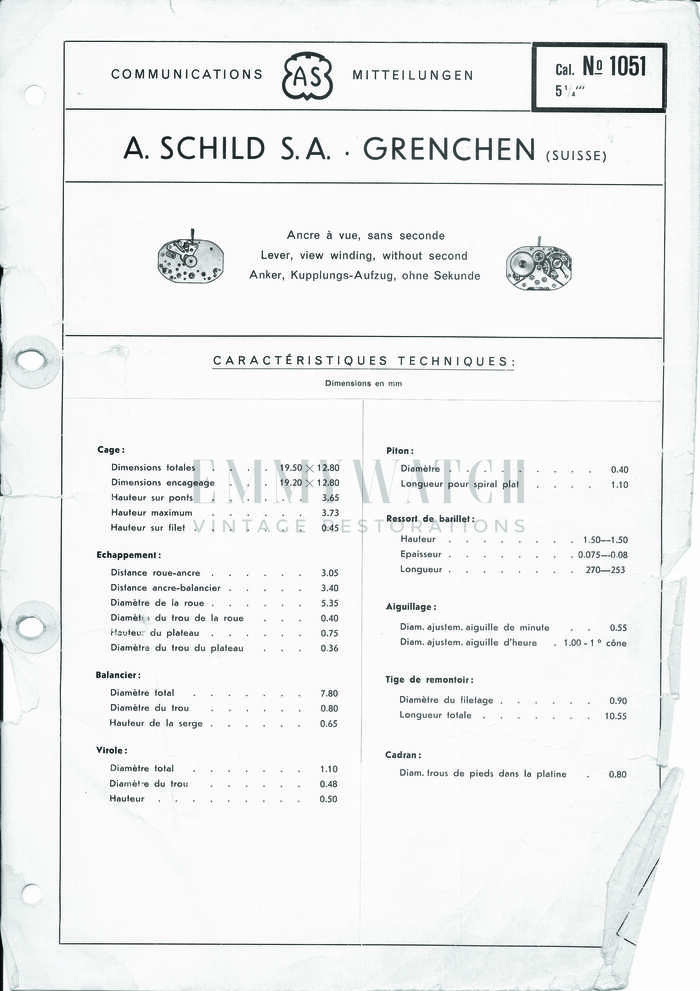 COMMUNICATIONS AS MITTEILUNGEN
Cal. Nº 1051
5 1/4'''
A. SCHILD S.A. · GRENCHEN (SUISSE)
Ancre à vue, sans seconde
Lever, view winding, without second
Anker, Kupplungs-Aufzug, ohne Sekunde
CARACTÉRISTIQUES TECHNIQUES:
Dimensions en mm
Cage:
Dimensions totales . . . . 19.50 × 12.80
Dimensions encageage . . . 19.20 × 12.80
Hauteur sur ponts . . . . . . 3.65
Hauteur maximum . . . . . . 3.73
Hauteur sur filet . . . . . . . 0.45
Echappement:
Distance roue-ancre . . . . . . 3.05
Distance ancre-balancier . . . . . 3.40
Diamètre de la roue . . . . . . 5.35
Diamètre du trou de la roue . . . 0.40
Hauteur du plateau . . . . . 0.75
Diamètre du trou du plateau . . . 0.36
Balancier:
Diamètre total . . . . . . . 7.80
Diamètre du trou . . . . . . 0.80
Hauteur de la serge . . . . . . 0.65
Virole:
Diamètre total . . . . . . . 1.10
Diamètre du trou . . . . . . 0.48
Hauteur . . . . . . . . . 0.50
Piton:
Diamètre . . . . . . . . . 0.40
Longueur pour spiral plat . . . . 1.10
Ressort de barillet:
Hauteur . . . . . . . . 1.50—1.50
Epaisseur . . . . . . . . 0.075—0.08
Longueur . . . . . . . . 270—253
Aiguillage:
Diam. ajustem. aiguille de minute . . 0.55
Diam. ajustem. aiguille d'heure . 1.00 - 1° cône
Tige de remontoir:
Diamètre du filetage . . . . . . 0.90
Longueur totale . . . . . . . 10.55
Cadran:
Diam. trous de pieds dans la platine . 0.80
EMMYWATCH
VINTAGE RESTORATIONS